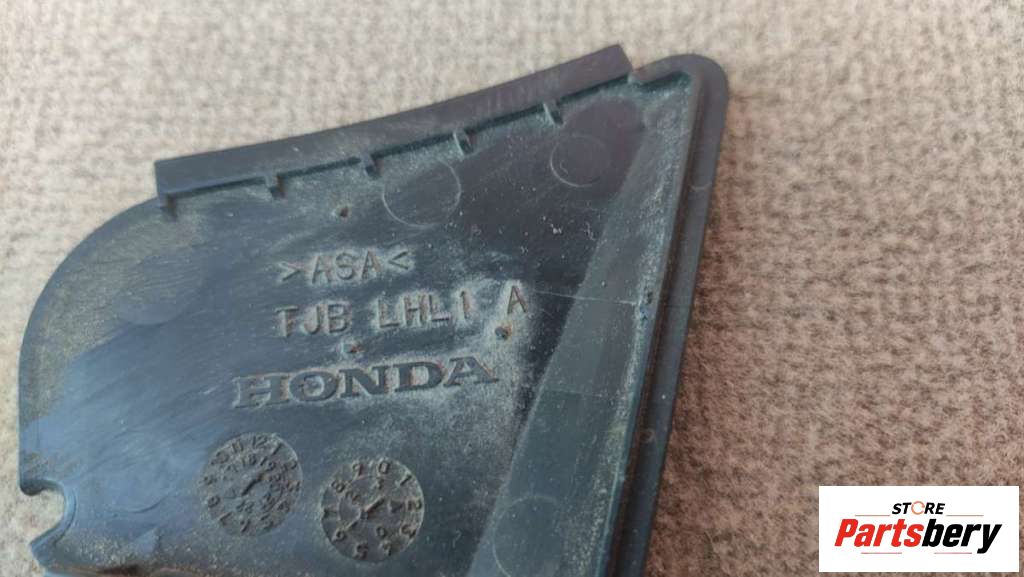 >ASA<
TJB LHL1 A
HONDA
STORE
Partsbery